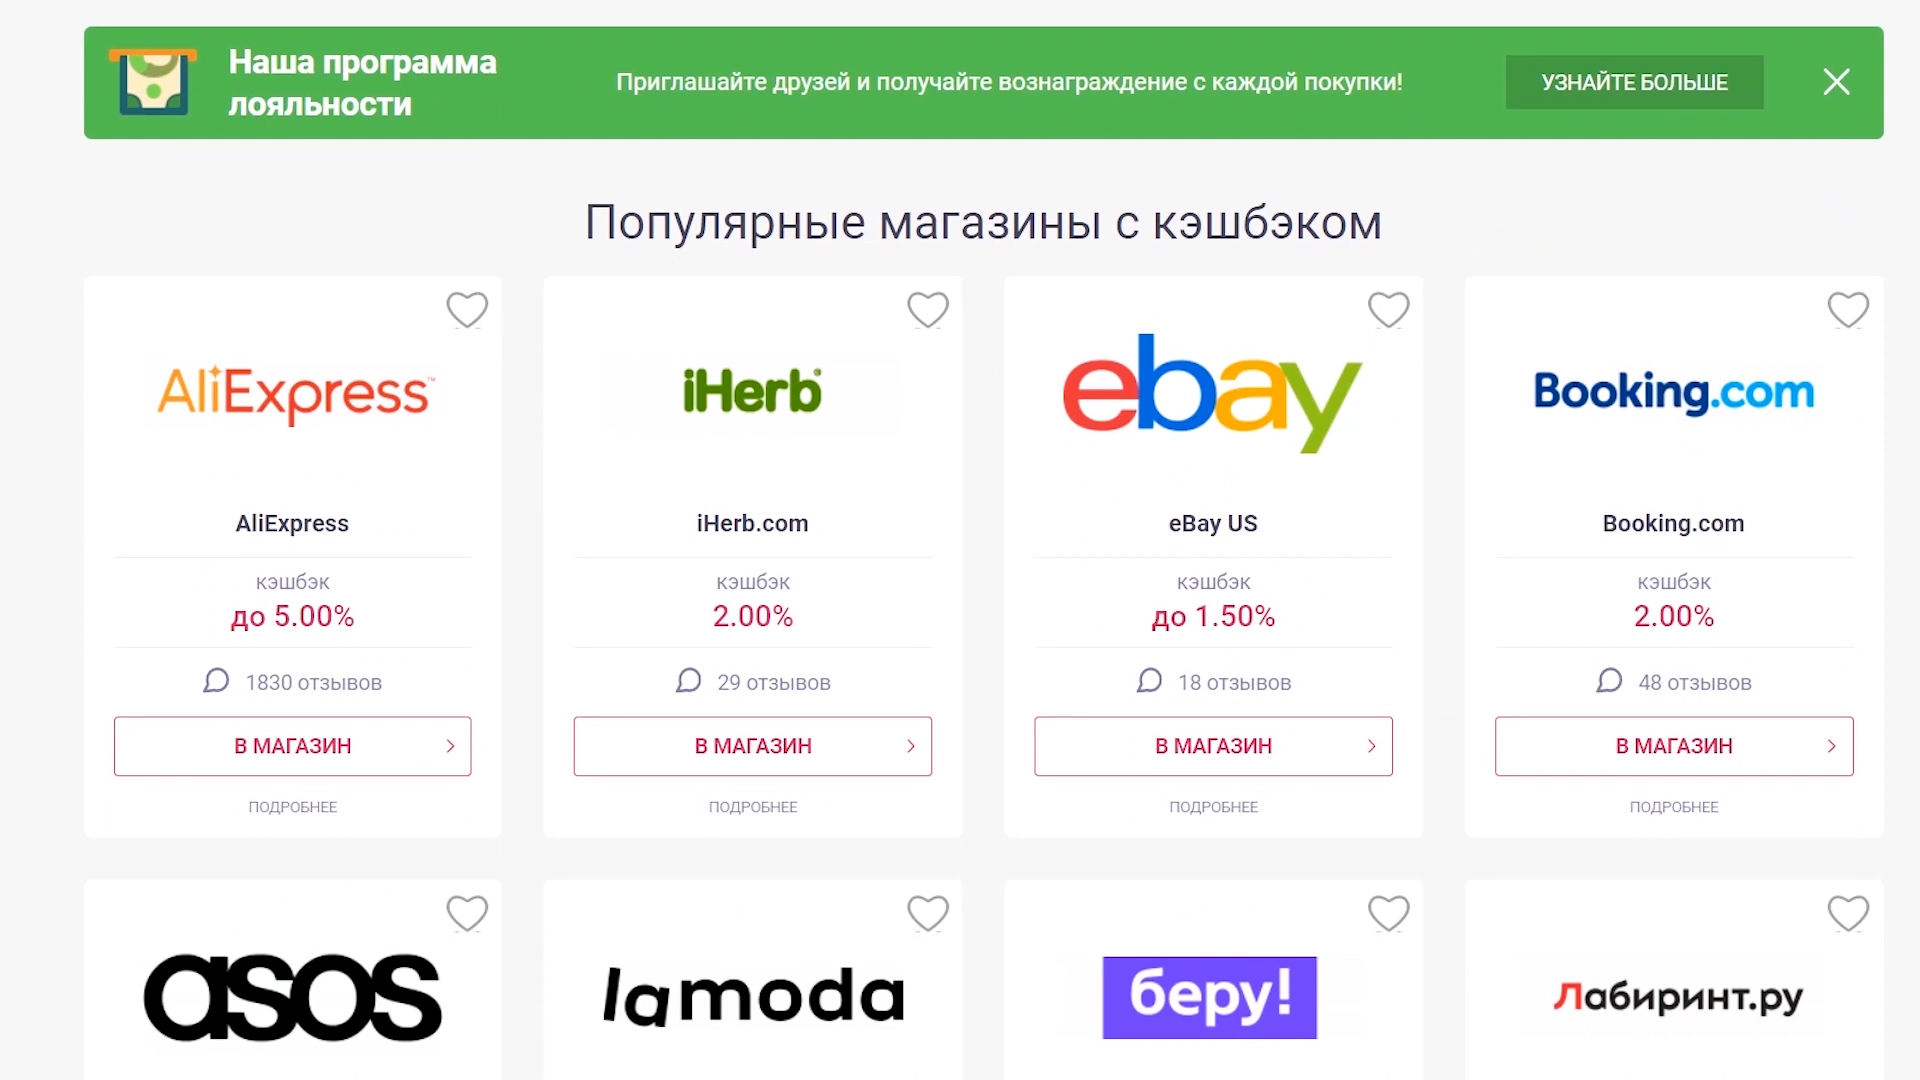 Наша программа
лояльности
Приглашайте друзей и получайте вознаграждение с каждой покупки!
УЗНАЙТЕ БОЛЬШЕ
Популярные магазины с кэшбэком
AliExpress™
iHerb®
ebay
Booking.com
AliExpress
iHerb.com
eBay US
Booking.com
кэшбэк
до 5.00%
кэшбэк
2.00%
кэшбэк
до 1.50%
кэшбэк
2.00%
1830 отзывов
29 отзывов
18 отзывов
48 отзывов
В МАГАЗИН
В МАГАЗИН
В МАГАЗИН
В МАГАЗИН
ПОДРОБНЕЕ
ПОДРОБНЕЕ
ПОДРОБНЕЕ
ПОДРОБНЕЕ
asos
lamoda
беру!
Лабиринт.ру